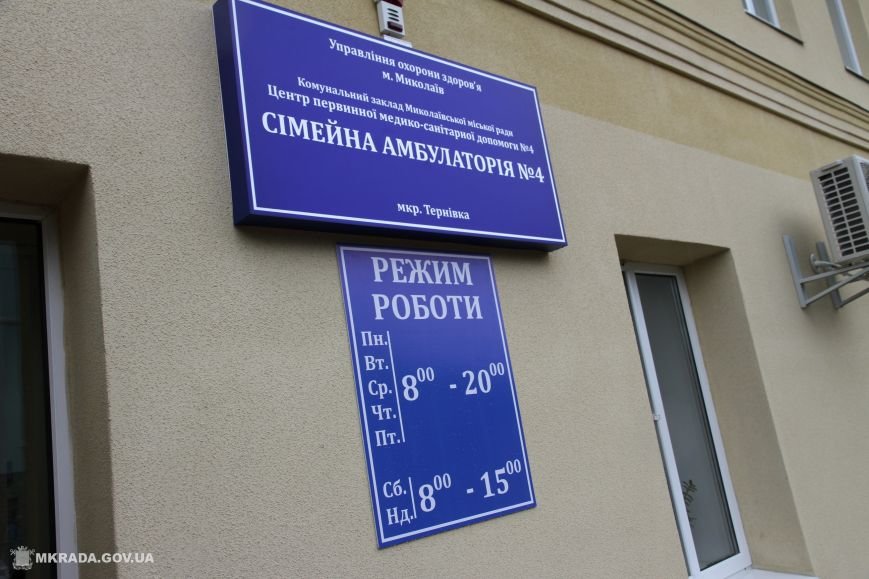 Управління охорони здоров'я
м. Миколаїв
Комунальний заклад Миколаївської міської ради
Центр первинної медико-санітарної допомоги №4
СІМЕЙНА АМБУЛАТОРІЯ №4
мкр. Тернівка
РЕЖИМ
РОБОТИ
Пн.
Вт.
Ср. 8⁰⁰ - 20⁰⁰
Чт.
Пт.
Сб. 8⁰⁰ - 15⁰⁰
Нд.
MKRADA.GOV.UA